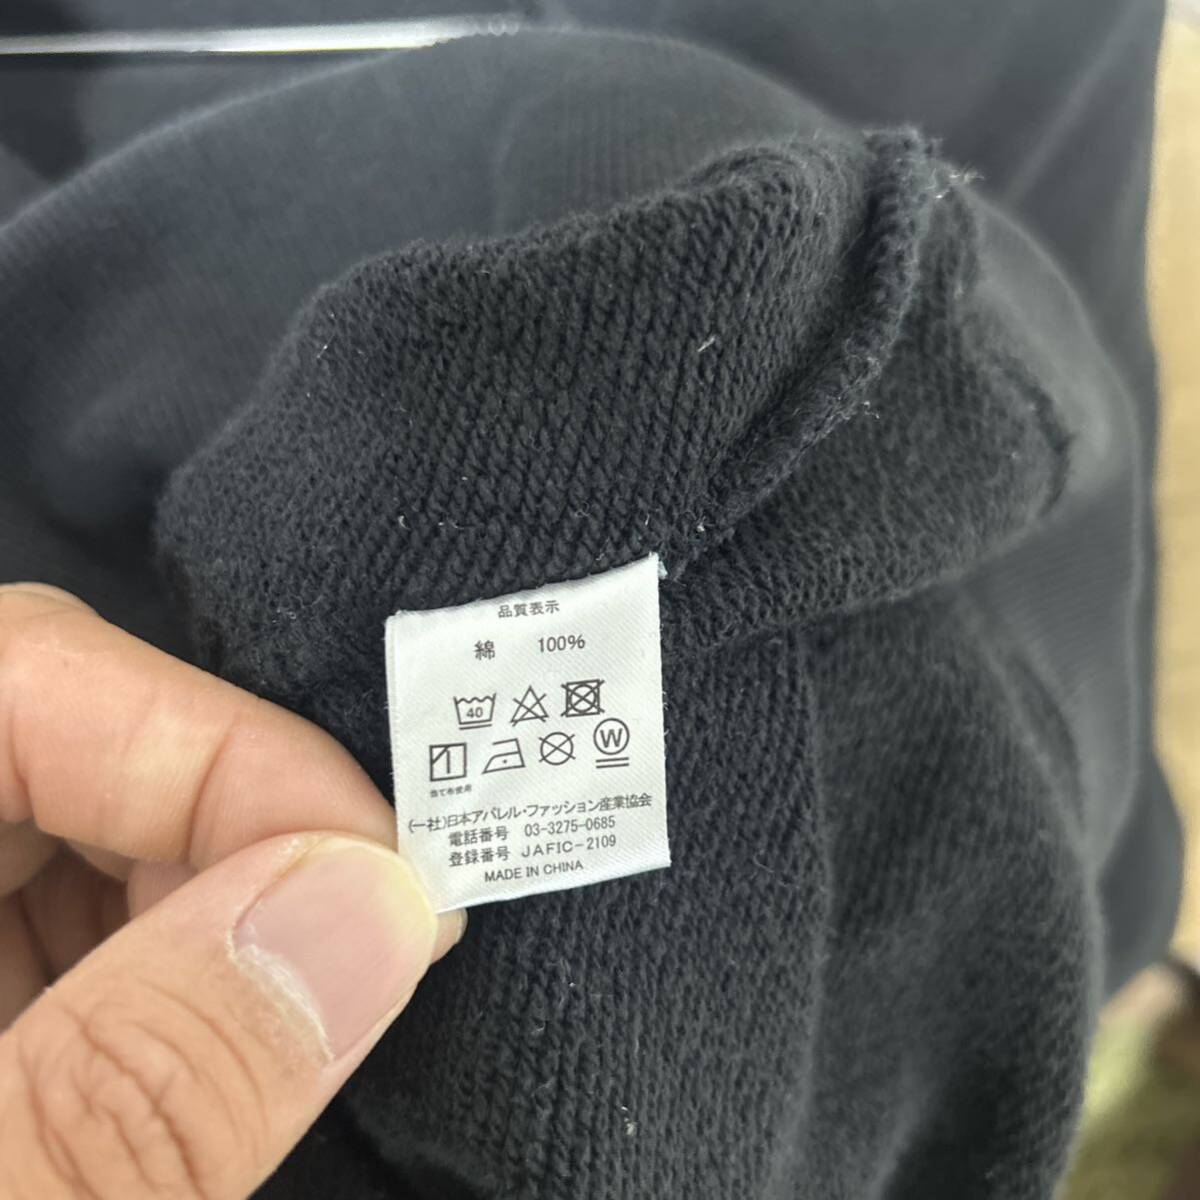 品質表示
綿 100%
40
W
当て布使用
(一社)日本アパレル・ファッション産業協会
電話番号 03-3275-0685
登録番号 JAFIC-2109
MADE IN CHINA